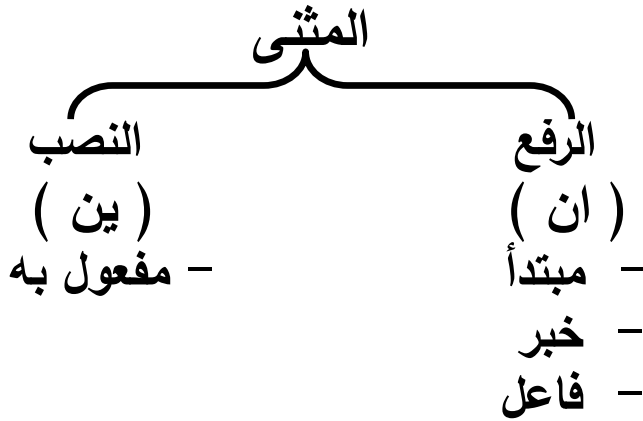 المثنى
الرفع
( ان )
– مبتدأ
– خبر
– فاعل
النصب
( ين )
– مفعول به